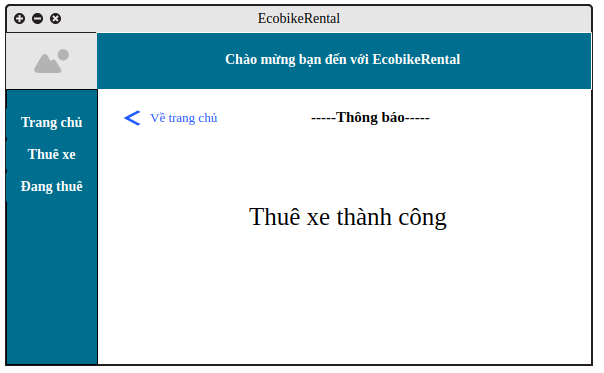 EcobikeRental
Chào mừng bạn đến với EcobikeRental
Trang chủ
Thuê xe
Đang thuê
Về trang chủ
-----Thông báo-----
Thuê xe thành công